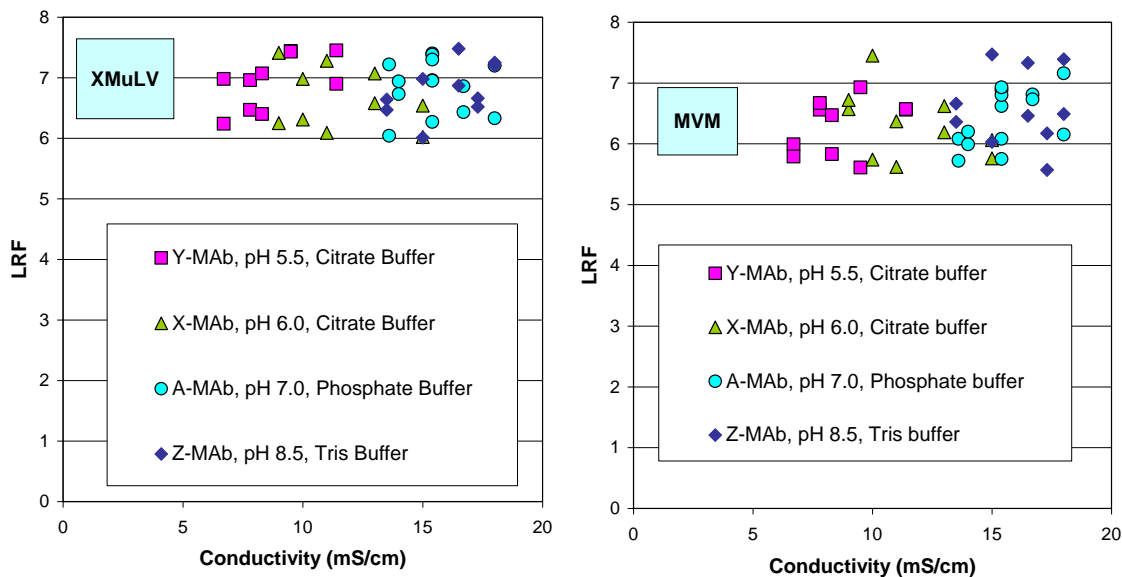 8
7
6
5
4
3
2
1
0
LRF
XMuLV
Y-MAb, pH 5.5, Citrate Buffer
X-MAb, pH 6.0, Citrate Buffer
A-MAb, pH 7.0, Phosphate Buffer
Z-MAb, pH 8.5, Tris Buffer
0 5 10 15 20
Conductivity (mS/cm)
8
7
6
5
4
3
2
1
0
LRF
MVM
Y-MAb, pH 5.5, Citrate buffer
X-MAb, pH 6.0, Citrate buffer
A-MAb, pH 7.0, Phosphate buffer
Z-MAb, pH 8.5, Tris buffer
0 5 10 15 20
Conductivity (mS/cm)